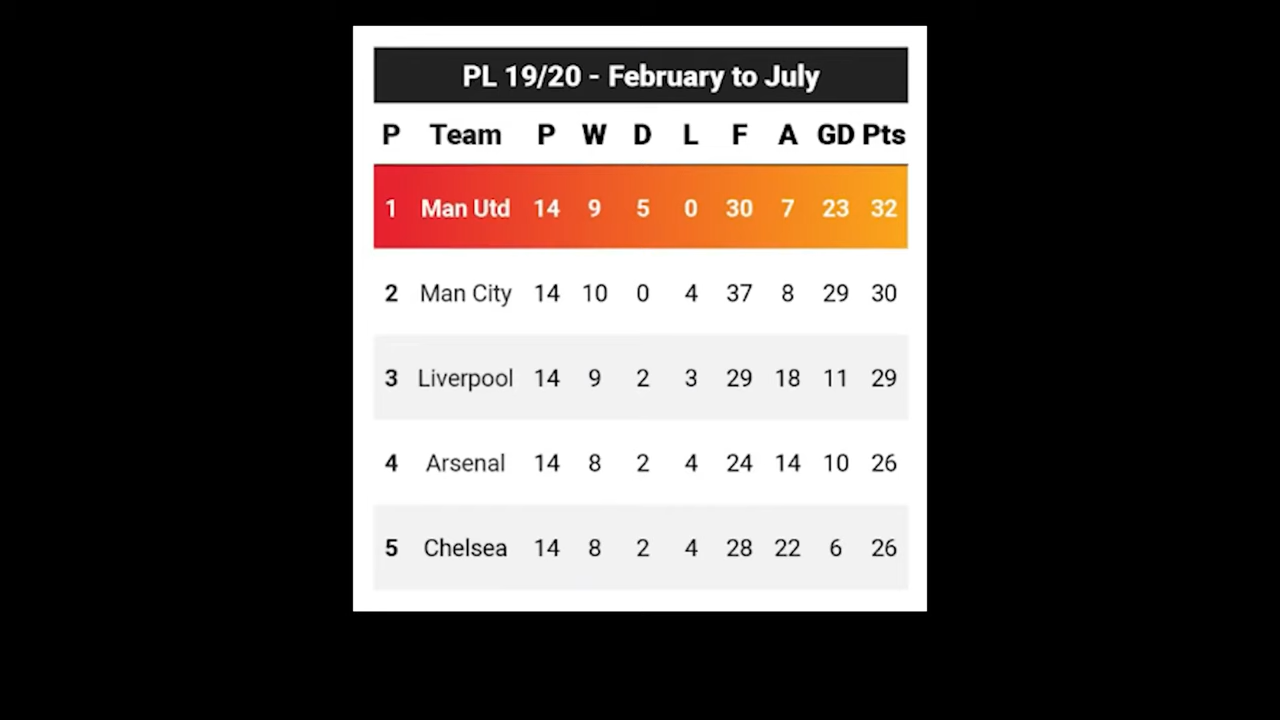 PL 19/20 - February to July
P Team P W D L F A GD Pts
1 Man Utd 14 9 5 0 30 7 23 32
2 Man City 14 10 0 4 37 8 29 30
3 Liverpool 14 9 2 3 29 18 11 29
4 Arsenal 14 8 2 4 24 14 10 26
5 Chelsea 14 8 2 4 28 22 6 26